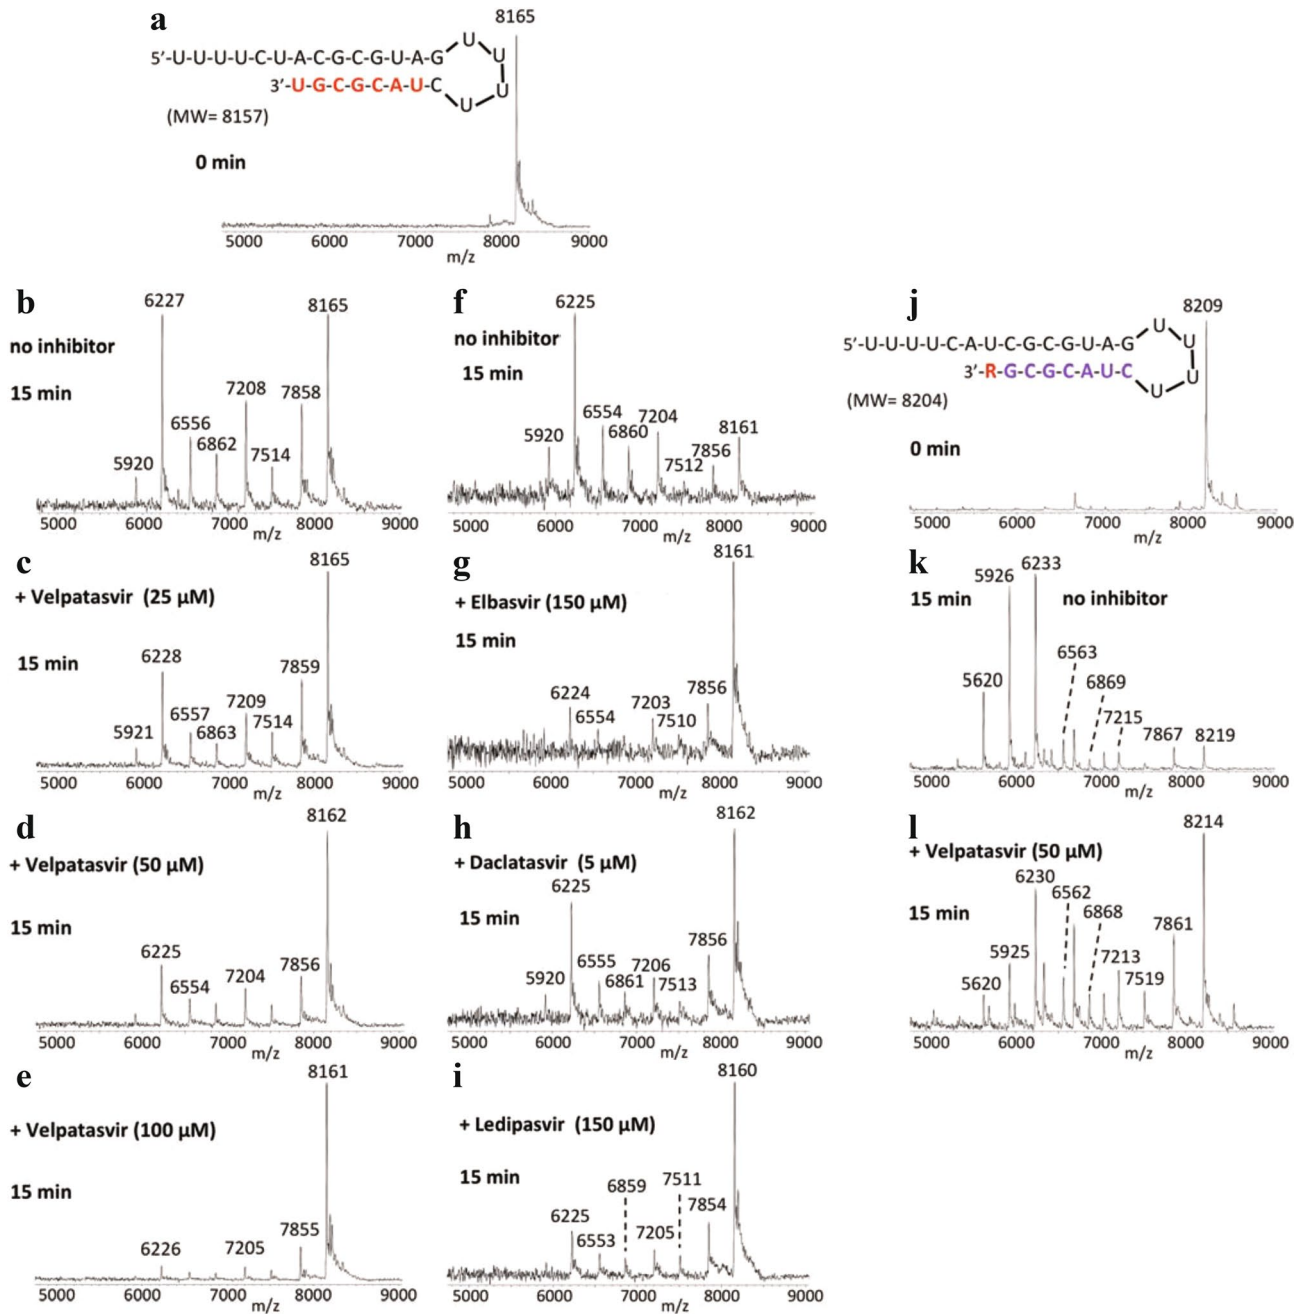 a
8165
5’-U-U-U-U-C-U-A-C-G-C-G-U-A-G
U
U
3’-U-G-C-G-C-A-U-C
U
U
(MW= 8157)
0 min
5000 6000 7000 8000 9000
m/z
b
no inhibitor
15 min
5920
6227
6556
6862
7208
7514
7858
8165
5000 6000 7000 8000 9000
m/z
c
+ Velpatasvir (25 µM)
15 min
5921
6228
6557
6863
7209
7514
7859
8165
5000 6000 7000 8000 9000
m/z
d
+ Velpatasvir (50 µM)
15 min
6225
6554
7204
7856
8162
5000 6000 7000 8000 9000
m/z
e
+ Velpatasvir (100 µM)
15 min
6226
7205
7855
8161
5000 6000 7000 8000 9000
m/z
f
no inhibitor
15 min
5920
6225
6554
6860
7204
7512
7856
8161
5000 6000 7000 8000 9000
m/z
g
+ Elbasvir (150 µM)
15 min
6224
6554
7203
7510
7856
8161
5000 6000 7000 8000 9000
m/z
h
+ Daclatasvir (5 µM)
15 min
5920
6225
6555
6861
7206
7513
7856
8162
5000 6000 7000 8000 9000
m/z
i
+ Ledipasvir (150 µM)
15 min
6225
6553
6859
7205
7511
7854
8160
5000 6000 7000 8000 9000
m/z
j
8209
5’-U-U-U-U-C-A-U-C-G-C-G-U-A-G
U
U
3’-R-G-C-G-C-A-U-C
U
U
(MW= 8204)
0 min
5000 6000 7000 8000 9000
m/z
k
15 min
no inhibitor
5620
5926
6233
6563
6869
7215
7867
8219
5000 6000 7000 8000 9000
m/z
l
+ Velpatasvir (50 µM)
15 min
5620
5925
6230
6562
6868
7213
7519
7861
8214
5000 6000 7000 8000 9000
m/z